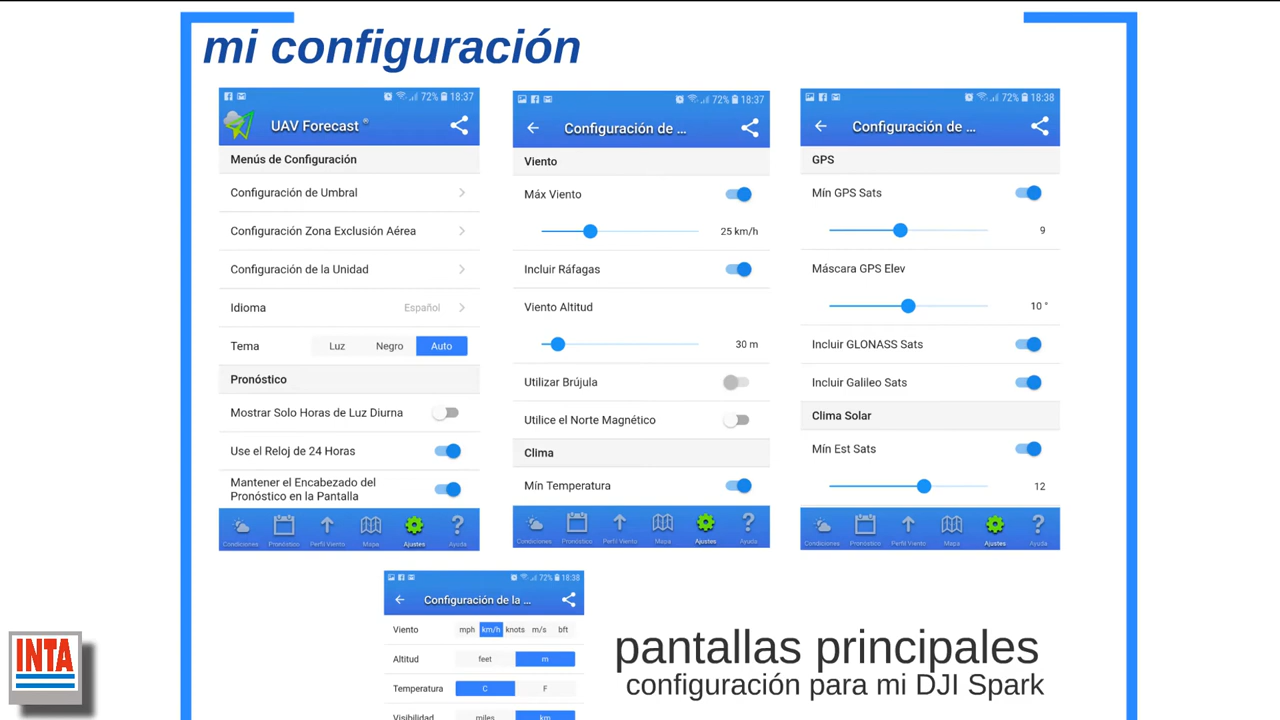 mi configuración
72% 18:37
UAV Forecast ®
Menús de Configuración
Configuración de Umbral
Configuración Zona Exclusión Aérea
Configuración de la Unidad
Idioma Español
Tema Luz Negro Auto
Pronóstico
Mostrar Solo Horas de Luz Diurna
Use el Reloj de 24 Horas
Mantener el Encabezado del
Pronóstico en la Pantalla
Condiciones Pronóstico Perfil Viento Mapa Ajustes Ayuda
72% 18:37
Configuración de ...
Viento
Máx Viento
25 km/h
Incluir Ráfagas
Viento Altitud
30 m
Utilizar Brújula
Utilice el Norte Magnético
Clima
Mín Temperatura
Condiciones Pronóstico Perfil Viento Mapa Ajustes Ayuda
72% 18:38
Configuración de ...
GPS
Mín GPS Sats
9
Máscara GPS Elev
10 °
Incluir GLONASS Sats
Incluir Galileo Sats
Clima Solar
Mín Est Sats
12
Condiciones Pronóstico Perfil Viento Mapa Ajustes Ayuda
72% 18:38
Configuración de la ...
Viento mph km/h knots m/s bft
Altitud feet m
Temperatura C F
Visibilidad miles km
pantallas principales
configuración para mi DJI Spark
INTA